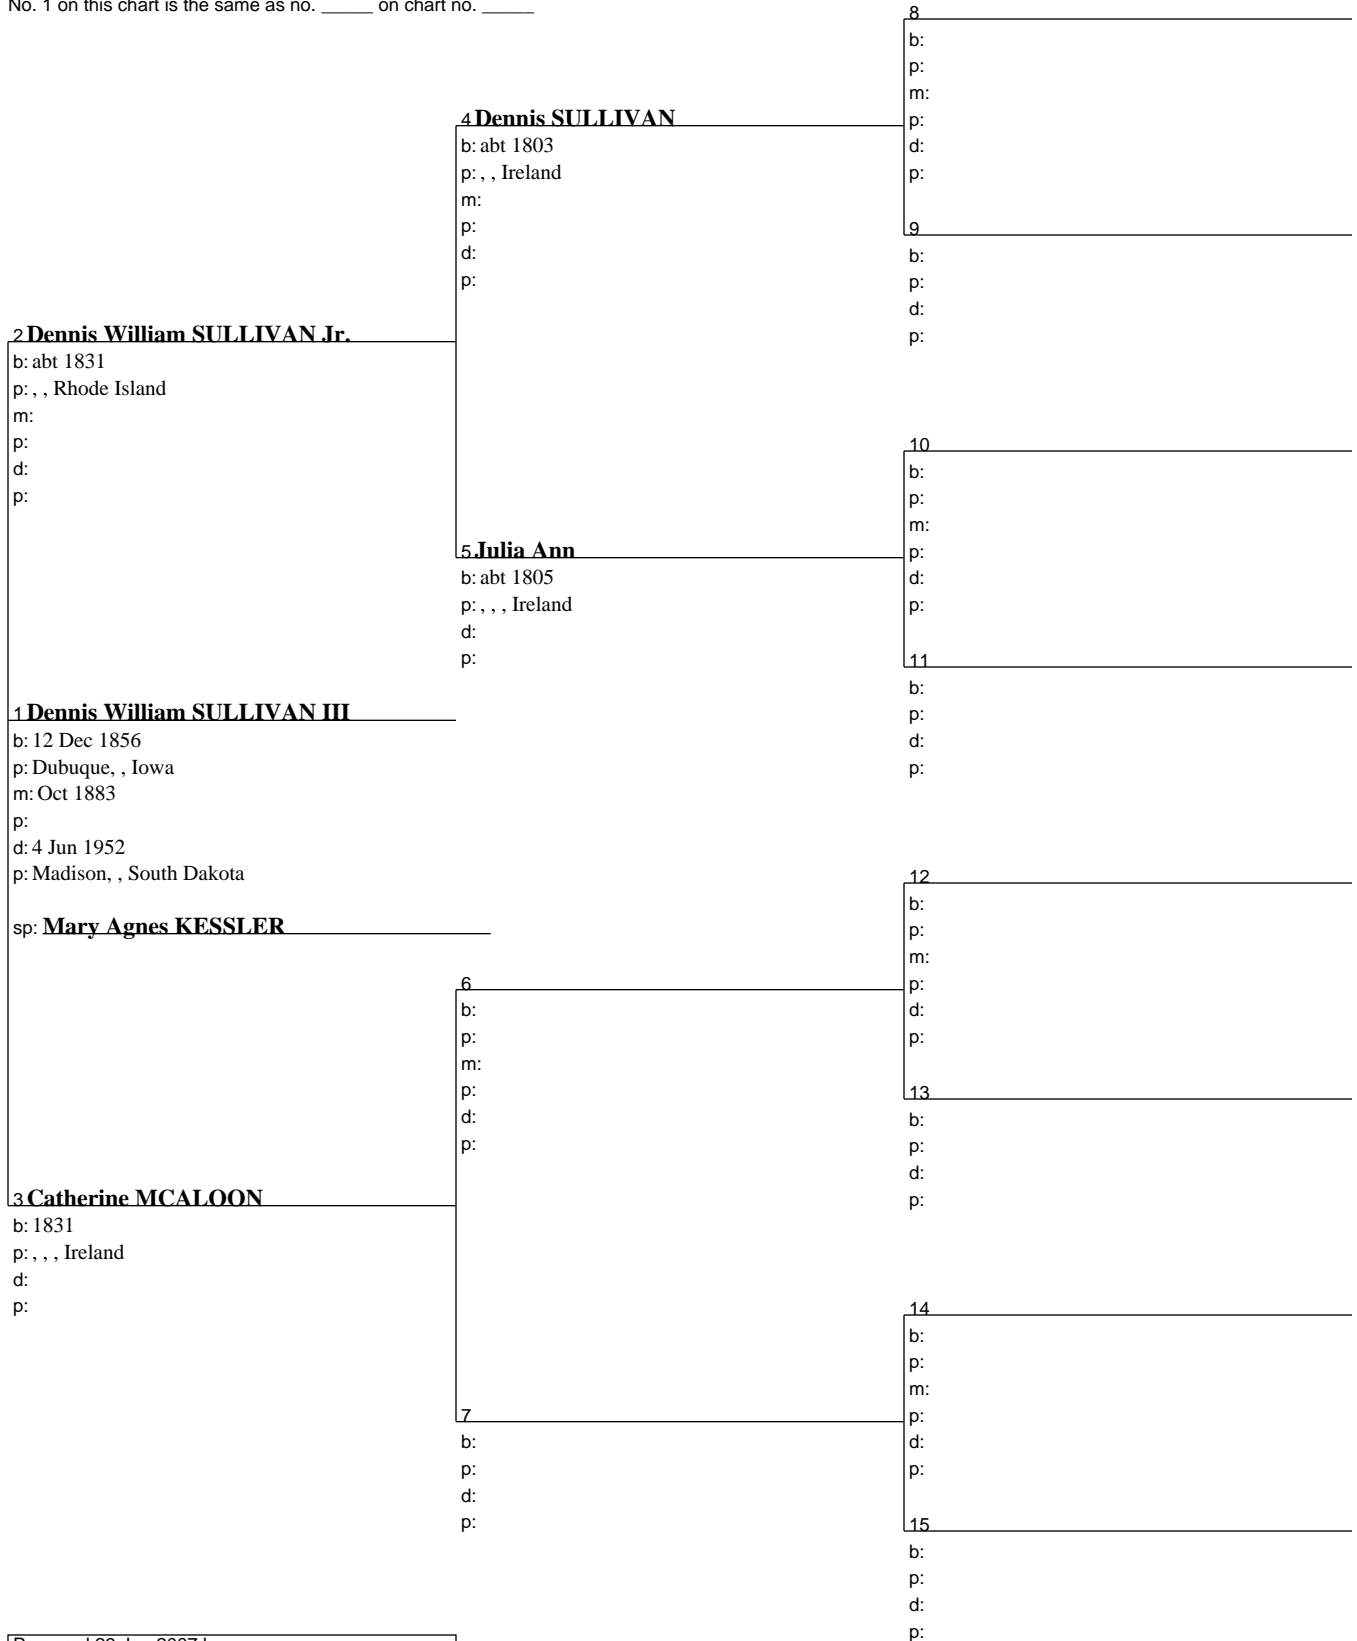 No. 1 on this chart is the same as no. _____ on chart no. _____
8
b:
p:
m:
p:
d:
p:
4 Dennis SULLIVAN
b: abt 1803
p: , , Ireland
m:
p:
d:
p:
9
b:
p:
d:
p:
2 Dennis William SULLIVAN Jr.
b: abt 1831
p: , , Rhode Island
m:
p:
d:
p:
10
b:
p:
m:
p:
d:
p:
5 Julia Ann
b: abt 1805
p: , , , Ireland
d:
p:
11
b:
p:
d:
p:
1 Dennis William SULLIVAN III
b: 12 Dec 1856
p: Dubuque, , Iowa
m: Oct 1883
p:
d: 4 Jun 1952
p: Madison, , South Dakota
sp: Mary Agnes KESSLER
12
b:
p:
m:
p:
d:
p:
6
b:
p:
m:
p:
d:
p:
13
b:
p:
d:
p:
3 Catherine MCALOON
b: 1831
p: , , , Ireland
d:
p:
14
b:
p:
m:
p:
d:
p:
7
b:
p:
d:
p:
15
b:
p:
d:
p: